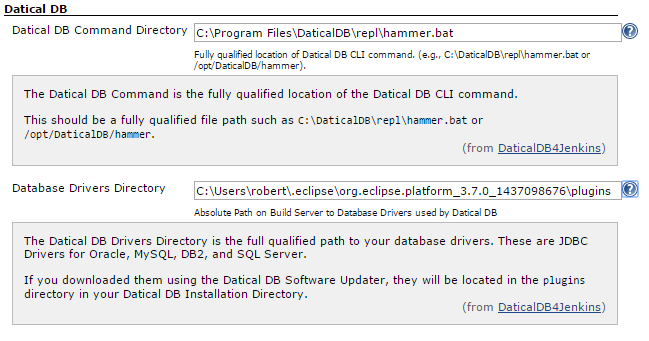 Datical DB
Datical DB Command Directory C:\Program Files\DaticalDB\repl\hammer.bat
Fully qualified location of Datical DB CLI command. (e.g., C:\DaticalDB\repl\hammer.bat or
/opt/DaticalDB/hammer).
The Datical DB Command is the fully qualified location of the Datical DB CLI command.
This should be a fully qualified file path such as C:\DaticalDB\repl\hammer.bat or
/opt/DaticalDB/hammer.
(from DaticalDB4Jenkins)
Database Drivers Directory C:\Users\robert\.eclipse\org.eclipse.platform_3.7.0_1437098676\plugins
Absolute Path on Build Server to Database Drivers used by Datical DB
The Datical DB Drivers Directory is the full qualified path to your database drivers. These are JDBC
Drivers for Oracle, MySQL, DB2, and SQL Server.
If you downloaded them using the Datical DB Software Updater, they will be located in the plugins
directory in your Datical DB Installation Directory.
(from DaticalDB4Jenkins)